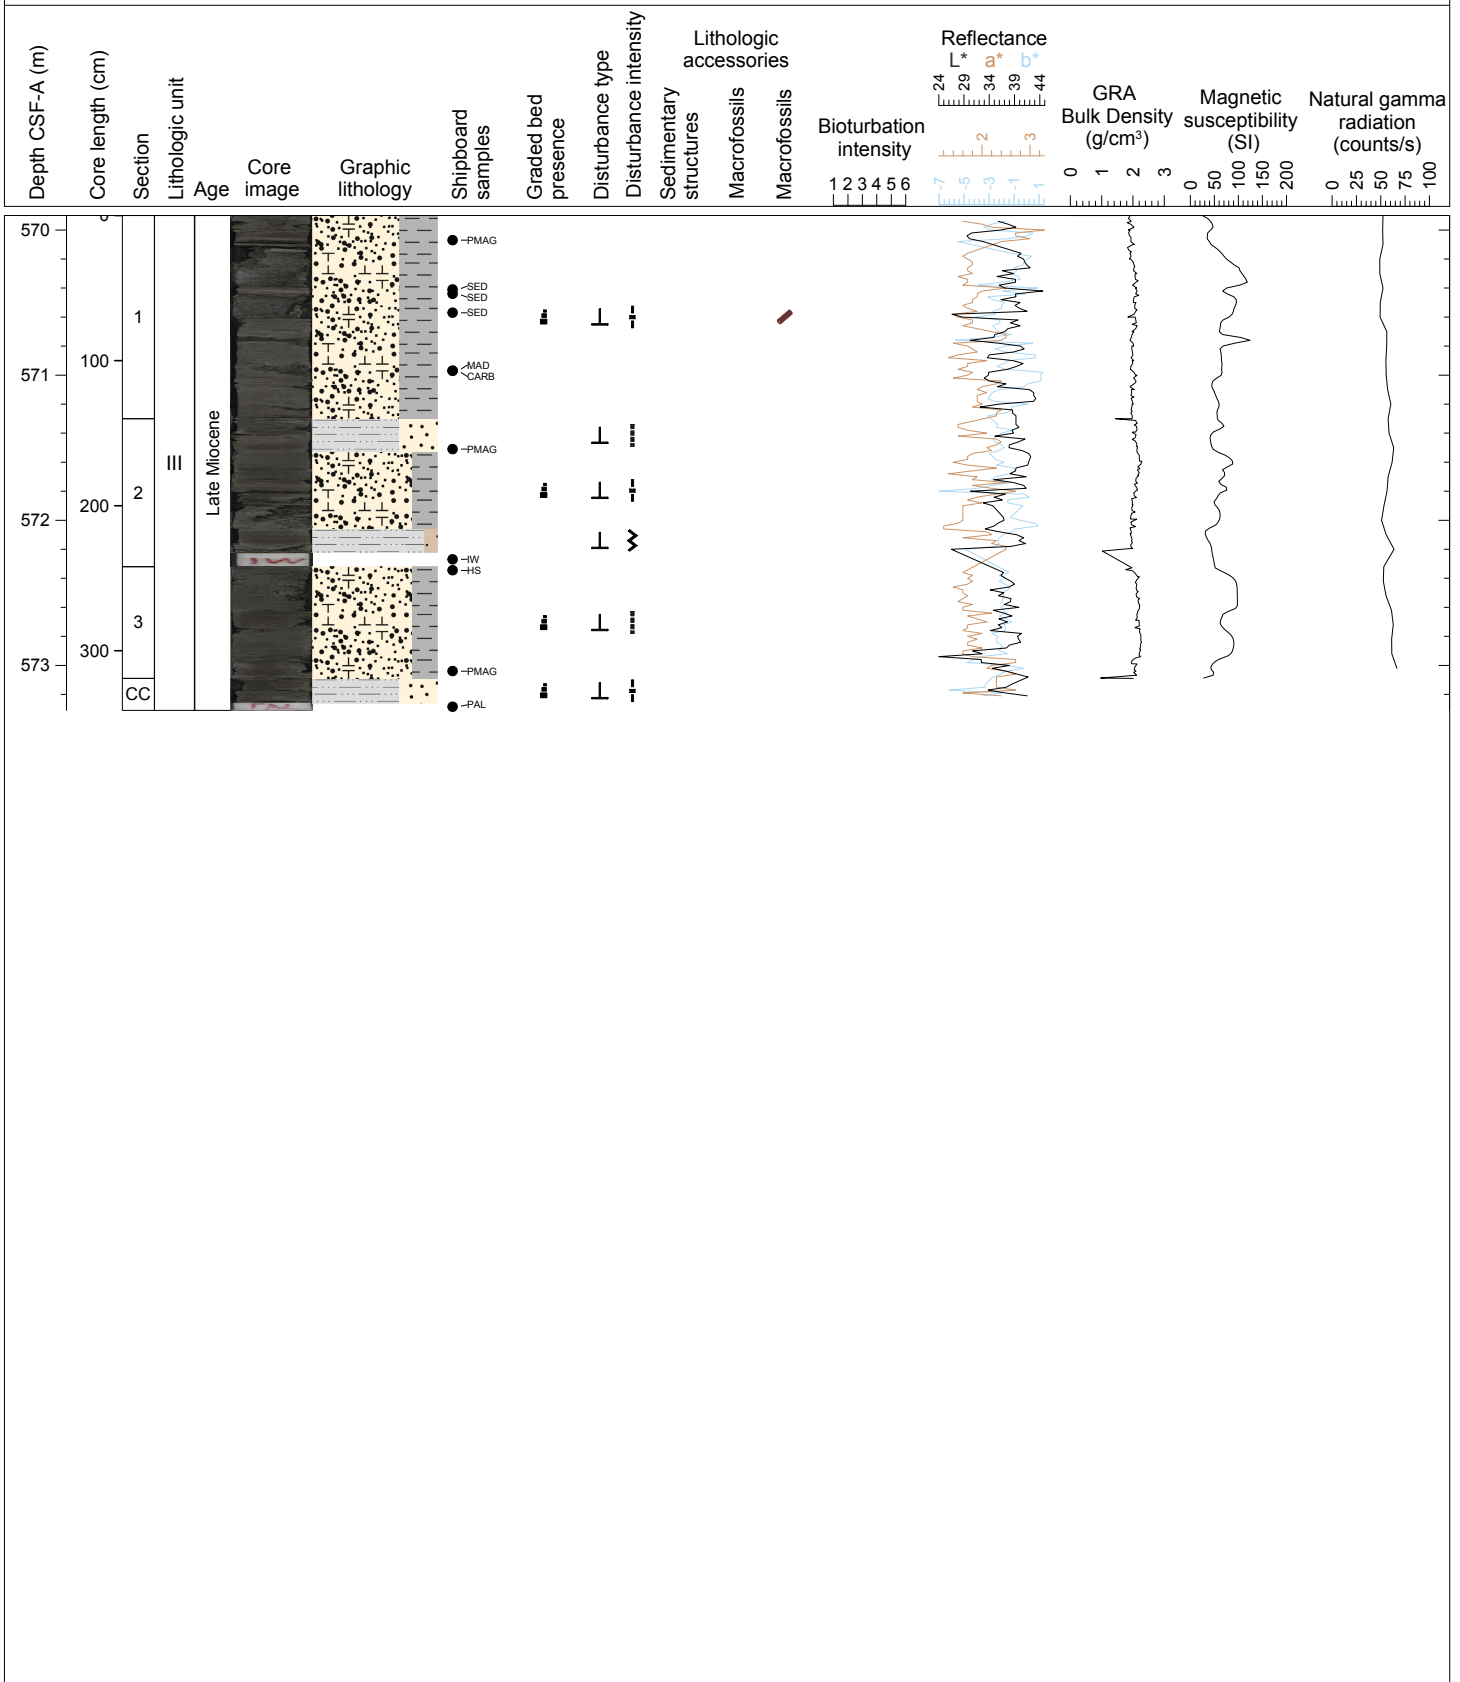 Depth CSF-A (m)
Core length (cm)
Section
Lithologic unit
Age
Core
image
Graphic
lithology
Shipboard
samples
Graded bed
presence
Disturbance type
Disturbance intensity
Lithologic
accessories
Sedimentary
structures
Macrofossils
Macrofossils
Bioturbation
intensity
1 2 3 4 5 6
Reflectance
L* a* b*
24 29 34 39 44
2 3
-7 -5 -3 -1 1
GRA
Bulk Density
(g/cm³)
0 1 2 3
Magnetic
susceptibility
(SI)
0 50 100 150 200
Natural gamma
radiation
(counts/s)
0 25 50 75 100
570
571
572
573
0
100
200
300
1
2
3
CC
III
Late Miocene
PMAG
SED
SED
SED
MAD
CARB
PMAG
IW
HS
PMAG
PAL